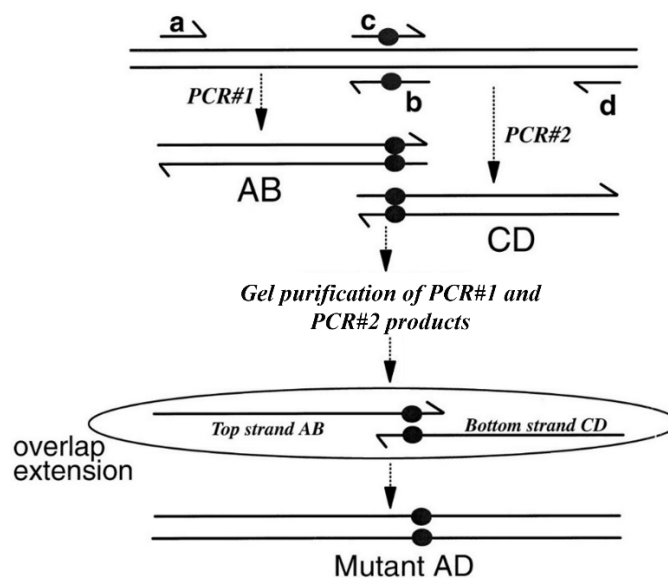 a
c
b
d
PCR#1
PCR#2
AB
CD
Gel purification of PCR#1 and
PCR#2 products
Top strand AB
Bottom strand CD
overlap
extension
Mutant AD